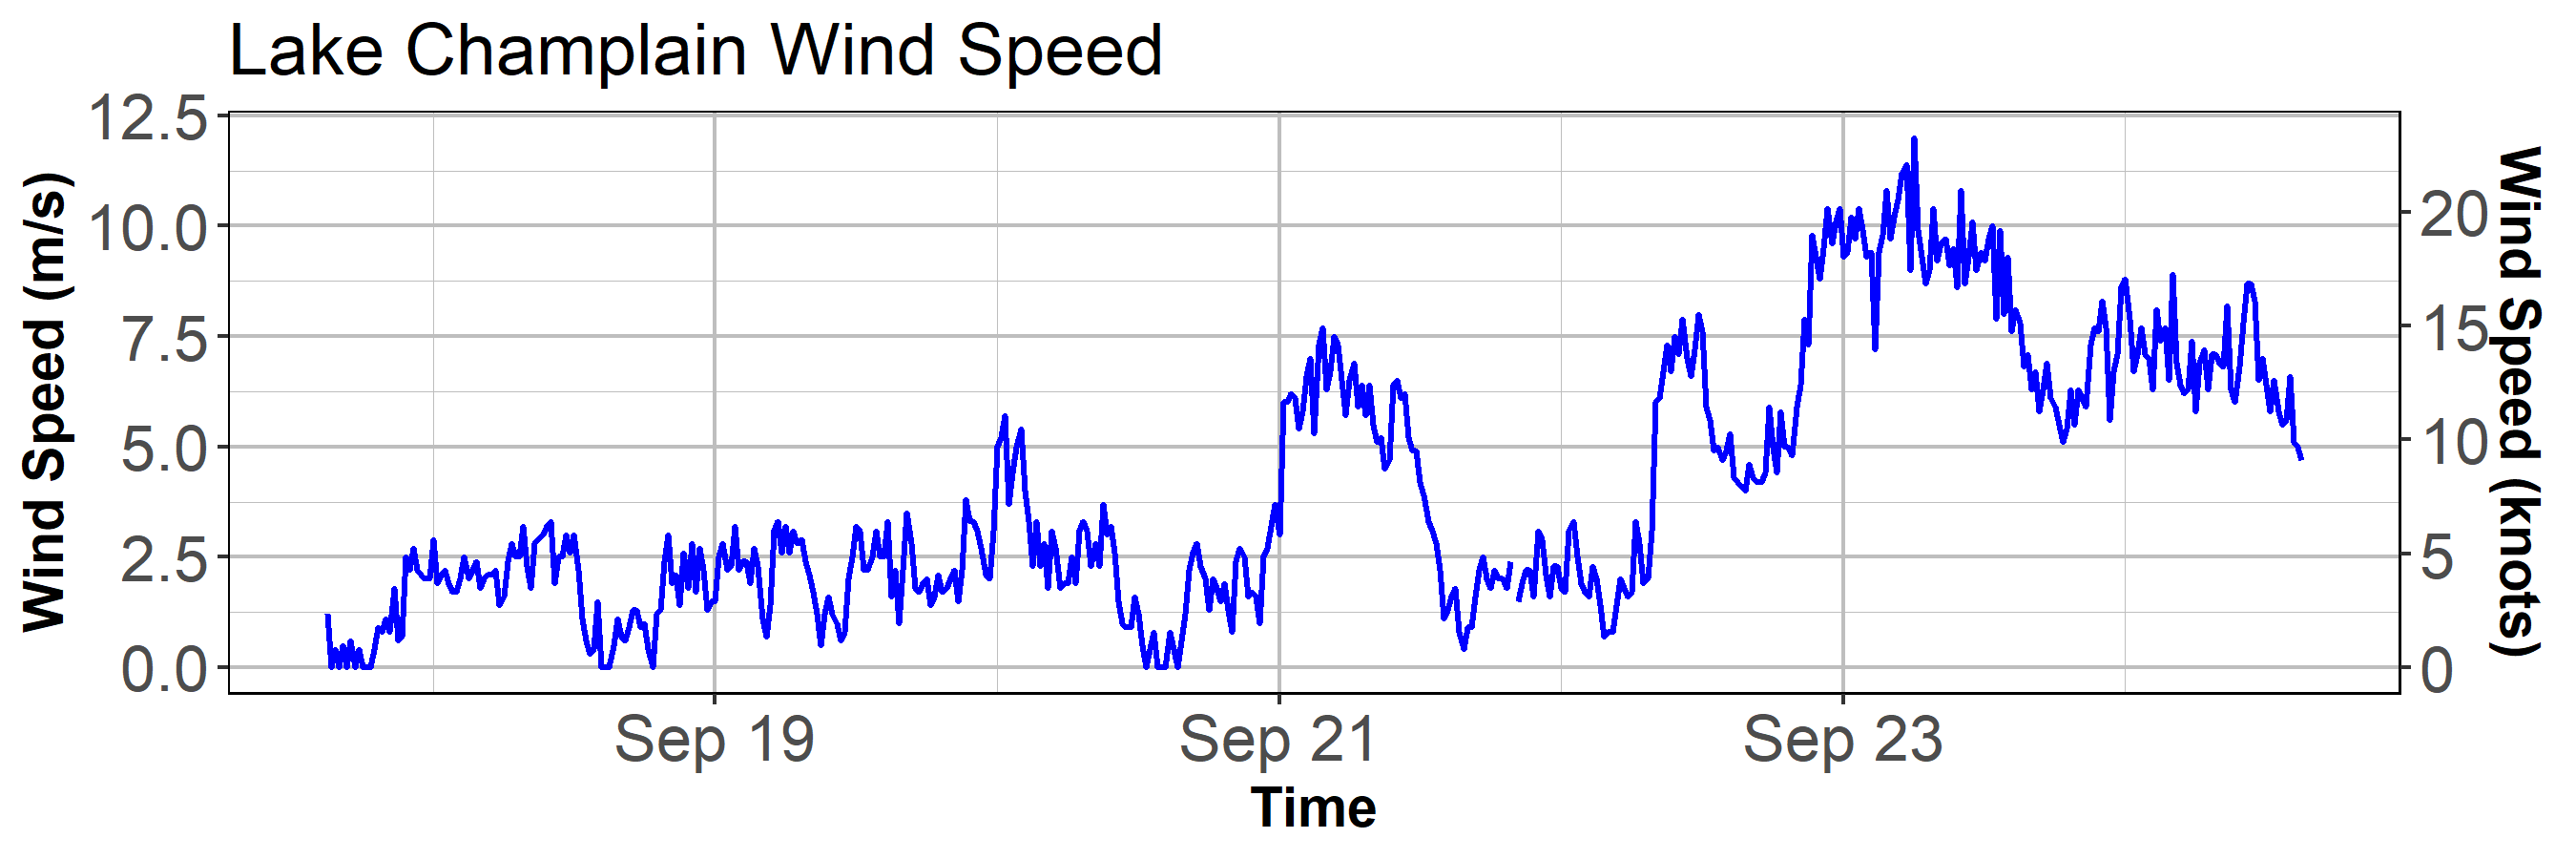 Lake Champlain Wind Speed
Wind Speed (m/s)
12.5
10.0
7.5
5.0
2.5
0.0
20
15
10
5
0
Wind Speed (knots)
Sep 19 Sep 21 Sep 23
Time